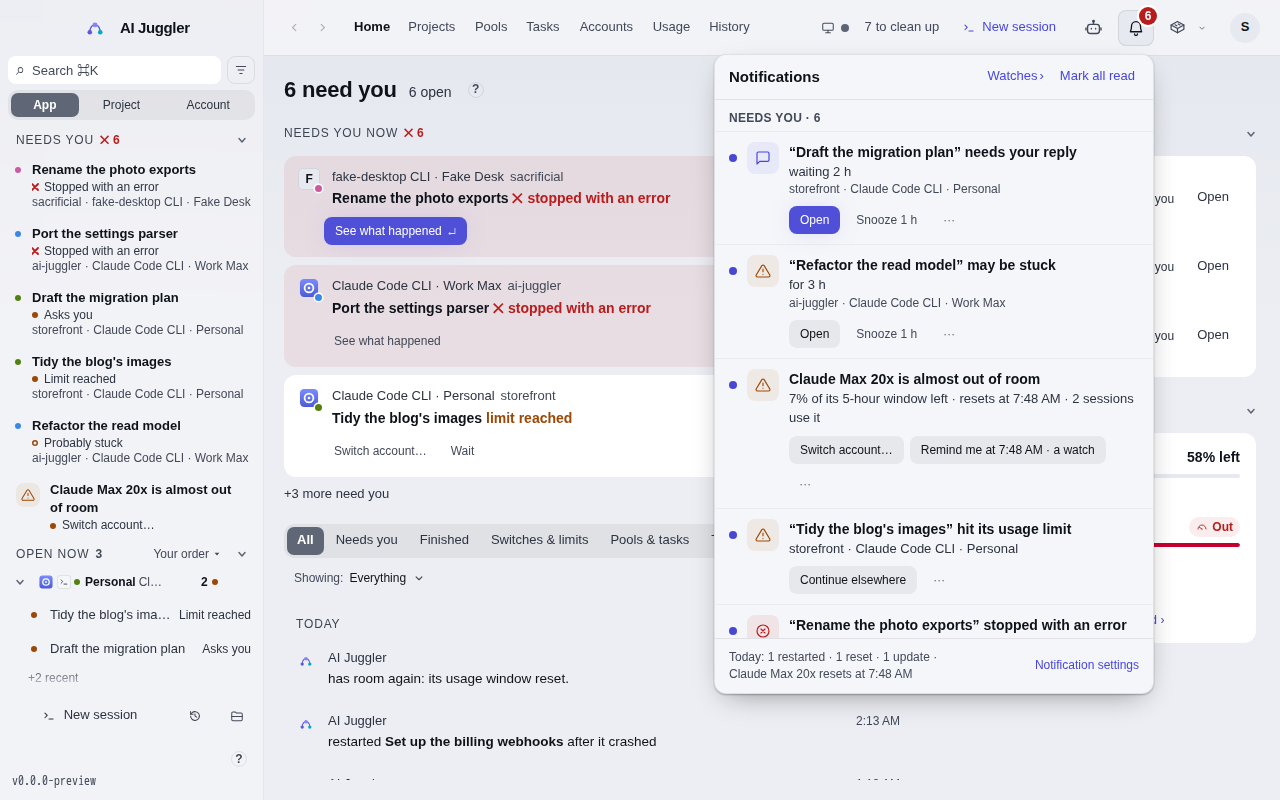 AI Juggler
Search ⌘K
App Project Account
NEEDS YOU 6
Rename the photo exports
Stopped with an error
sacrificial · fake-desktop CLI · Fake Desk
Port the settings parser
Stopped with an error
ai-juggler · Claude Code CLI · Work Max
Draft the migration plan
Asks you
storefront · Claude Code CLI · Personal
Tidy the blog's images
Limit reached
storefront · Claude Code CLI · Personal
Refactor the read model
Probably stuck
ai-juggler · Claude Code CLI · Work Max
Claude Max 20x is almost out
of room
Switch account…
OPEN NOW 3 Your order
Personal Cl… 2
Tidy the blog's ima… Limit reached
Draft the migration plan Asks you
+2 recent
New session
?
v0.0.0-preview
Home Projects Pools Tasks Accounts Usage History
7 to clean up New session 6 S
6 need you 6 open ?
NEEDS YOU NOW 6
F
fake-desktop CLI · Fake Desk sacrificial
Rename the photo exports stopped with an error
See what happened
Claude Code CLI · Work Max ai-juggler
Port the settings parser stopped with an error
See what happened
Claude Code CLI · Personal storefront
Tidy the blog's images limit reached
Switch account… Wait
+3 more need you
All Needs you Finished Switches & limits Pools & tasks
Showing: Everything
TODAY
AI Juggler
has room again: its usage window reset.
AI Juggler 2:13 AM
restarted Set up the billing webhooks after it crashed
Notifications Watches › Mark all read
NEEDS YOU · 6
“Draft the migration plan” needs your reply
waiting 2 h
storefront · Claude Code CLI · Personal
Open Snooze 1 h ···
“Refactor the read model” may be stuck
for 3 h
ai-juggler · Claude Code CLI · Work Max
Open Snooze 1 h ···
Claude Max 20x is almost out of room
7% of its 5-hour window left · resets at 7:48 AM · 2 sessions
use it
Switch account… Remind me at 7:48 AM · a watch
···
“Tidy the blog's images” hit its usage limit
storefront · Claude Code CLI · Personal
Continue elsewhere ···
“Rename the photo exports” stopped with an error
Today: 1 restarted · 1 reset · 1 update ·
Claude Max 20x resets at 7:48 AM
Notification settings
you Open
you Open
you Open
58% left
Out